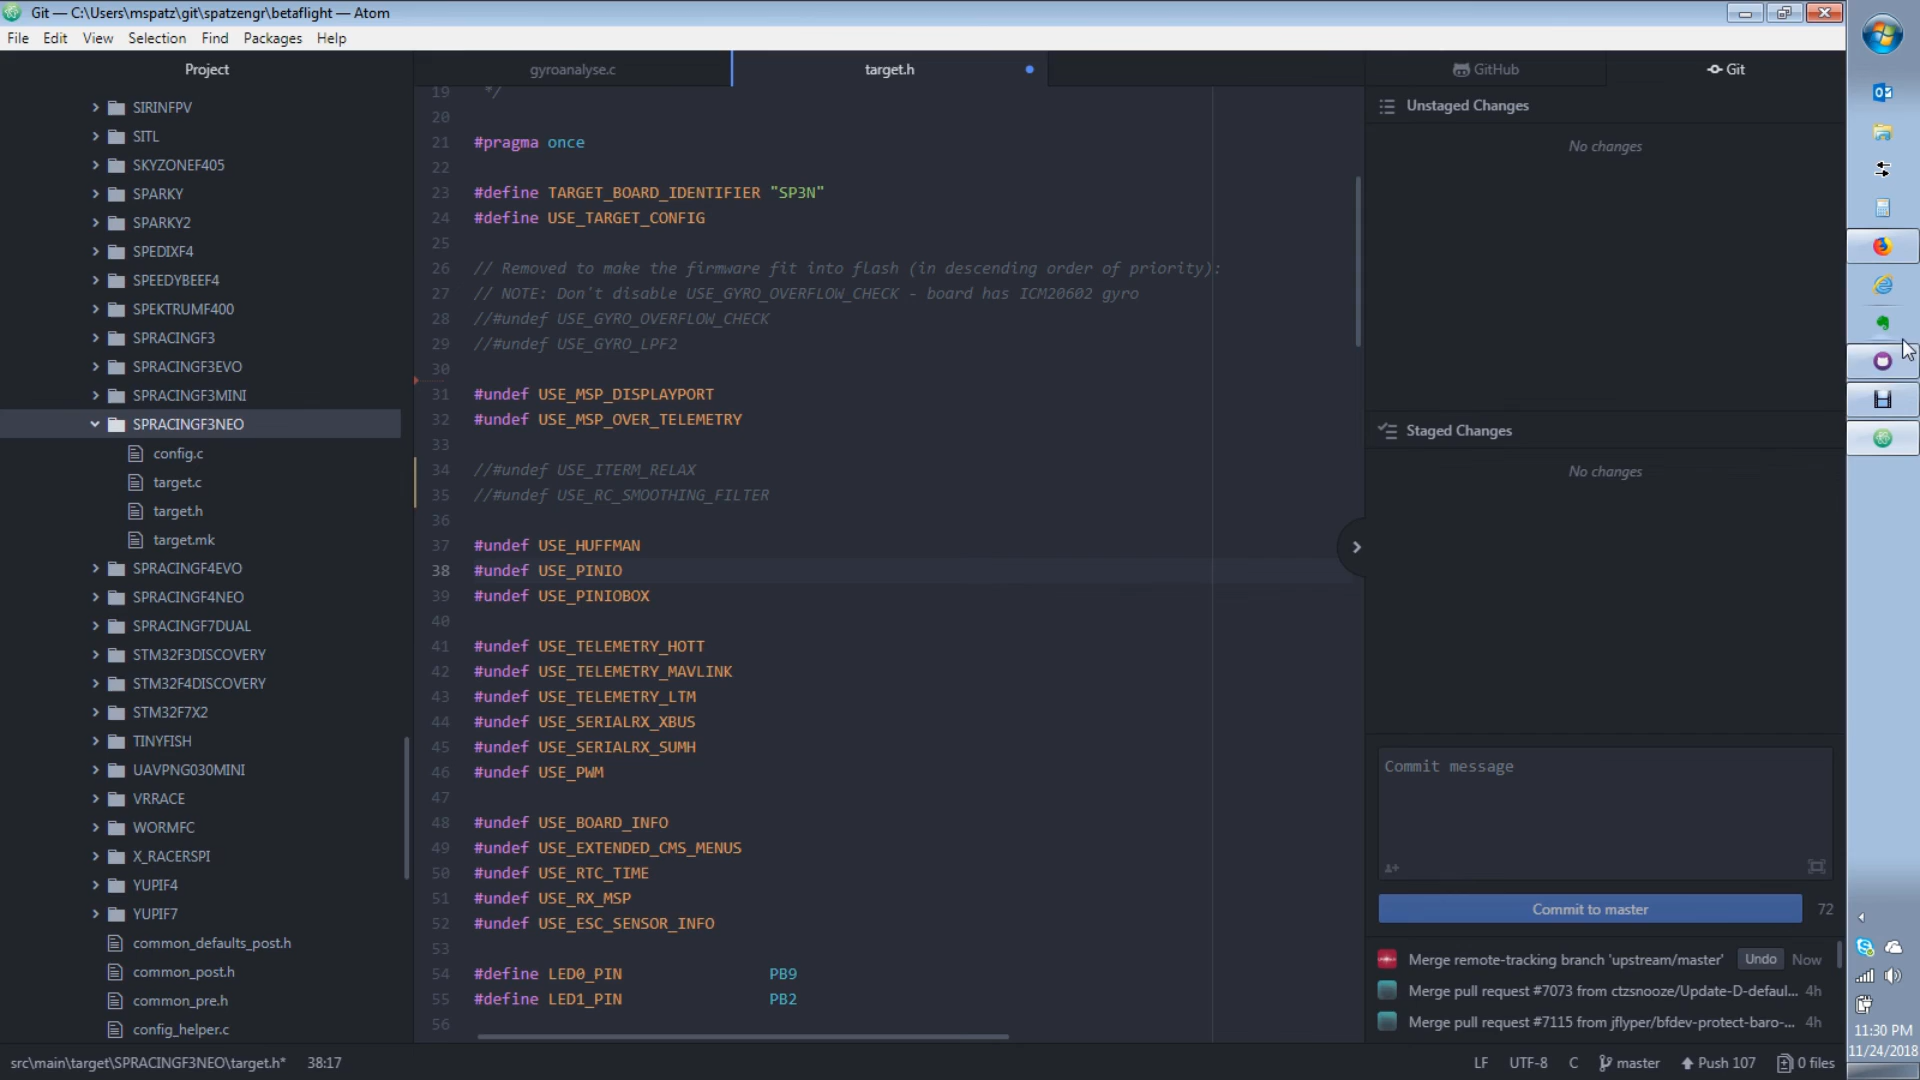 Git — C:\Users\mspatz\git\spatzengr\betaflight — Atom
File Edit View Selection Find Packages Help
Project
SIRINFPV
SITL
SKYZONEF405
SPARKY
SPARKY2
SPEDIXF4
SPEEDYBEEF4
SPEKTRUMF400
SPRACINGF3
SPRACINGF3EVO
SPRACINGF3MINI
SPRACINGF3NEO
config.c
target.c
target.h
target.mk
SPRACINGF4EVO
SPRACINGF4NEO
SPRACINGF7DUAL
STM32F3DISCOVERY
STM32F4DISCOVERY
STM32F7X2
TINYFISH
UAVPNG030MINI
VRRACE
WORMFC
X_RACERSPI
YUPIF4
YUPIF7
common_defaults_post.h
common_post.h
common_pre.h
config_helper.c
gyroanalyse.c
target.h
19 */
20
21 #pragma once
22
23 #define TARGET_BOARD_IDENTIFIER "SP3N"
24 #define USE_TARGET_CONFIG
25
26 // Removed to make the firmware fit into flash (in descending order of priority):
27 // NOTE: Don't disable USE_GYRO_OVERFLOW_CHECK - board has ICM20602 gyro
28 //#undef USE_GYRO_OVERFLOW_CHECK
29 //#undef USE_GYRO_LPF2
30
31 #undef USE_MSP_DISPLAYPORT
32 #undef USE_MSP_OVER_TELEMETRY
33
34 //#undef USE_ITERM_RELAX
35 //#undef USE_RC_SMOOTHING_FILTER
36
37 #undef USE_HUFFMAN
38 #undef USE_PINIO
39 #undef USE_PINIOBOX
40
41 #undef USE_TELEMETRY_HOTT
42 #undef USE_TELEMETRY_MAVLINK
43 #undef USE_TELEMETRY_LTM
44 #undef USE_SERIALRX_XBUS
45 #undef USE_SERIALRX_SUMH
46 #undef USE_PWM
47
48 #undef USE_BOARD_INFO
49 #undef USE_EXTENDED_CMS_MENUS
50 #undef USE_RTC_TIME
51 #undef USE_RX_MSP
52 #undef USE_ESC_SENSOR_INFO
53
54 #define LED0_PIN PB9
55 #define LED1_PIN PB2
56
GitHub
Git
Unstaged Changes
No changes
Staged Changes
No changes
Commit message
Commit to master 72
Merge remote-tracking branch 'upstream/master' Undo Now
Merge pull request #7073 from ctzsnooze/Update-D-defaul... 4h
Merge pull request #7115 from jflyper/bfdev-protect-baro-... 4h
src\main\target\SPRACINGF3NEO\target.h* 38:17
LF UTF-8 C master Push 107 0 files
11:30 PM
11/24/2018